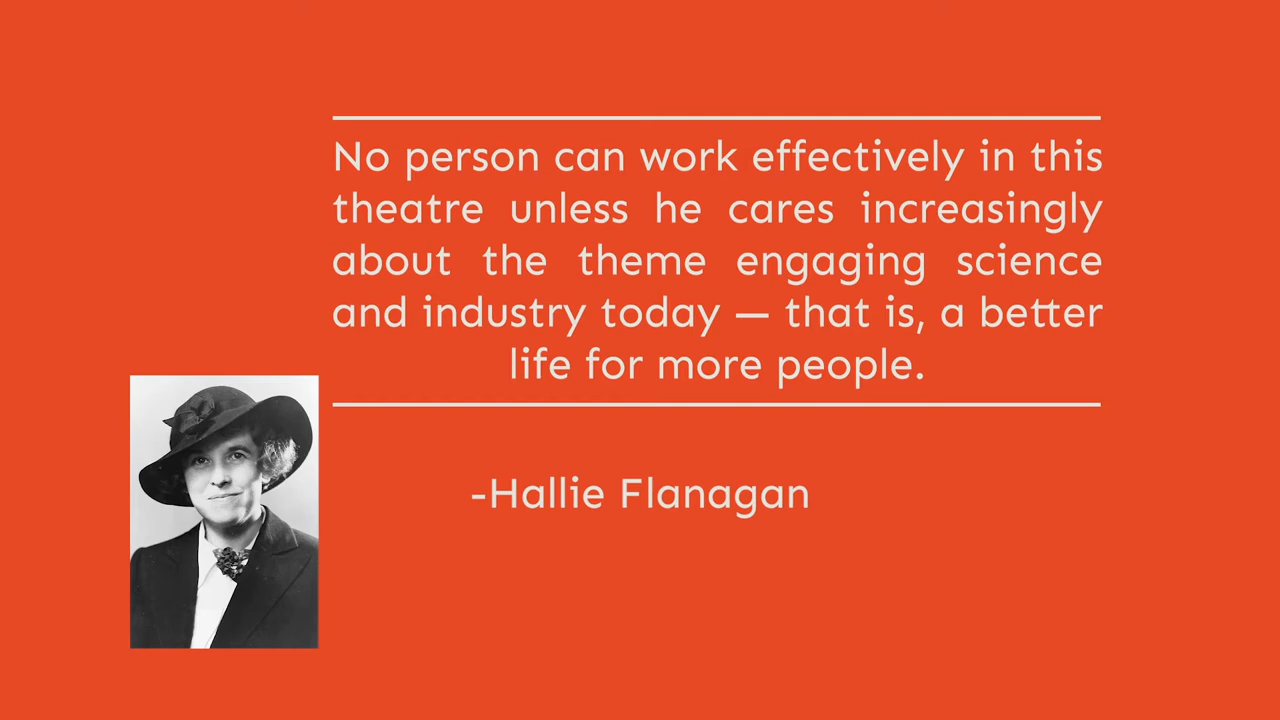 No person can work effectively in this
theatre unless he cares increasingly
about the theme engaging science
and industry today — that is, a better
life for more people.
-Hallie Flanagan